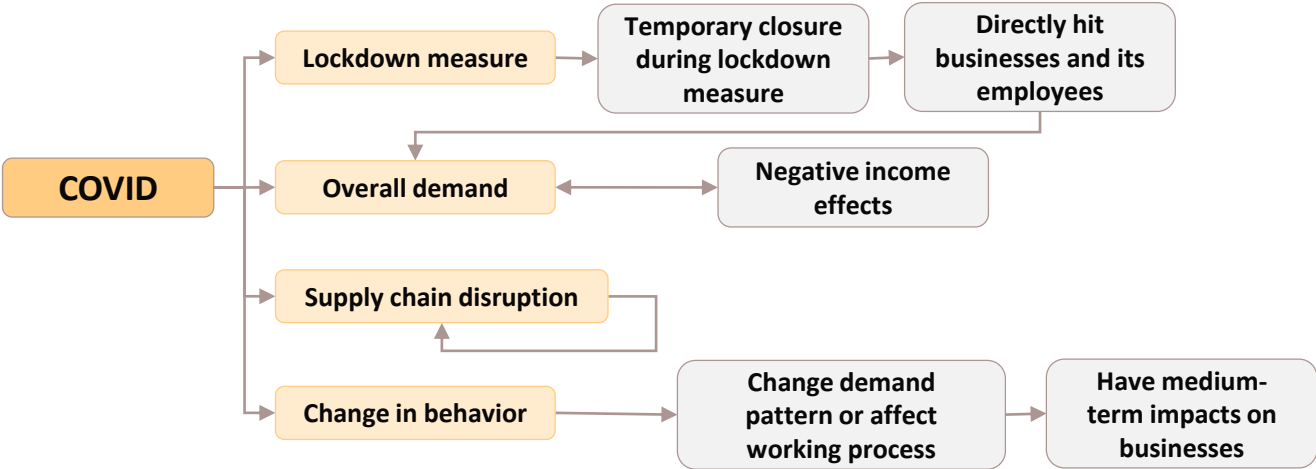 Lockdown measure
Temporary closure
during lockdown
measure
Directly hit
businesses and its
employees
COVID
Overall demand
Negative income
effects
Supply chain disruption
Change in behavior
Change demand
pattern or affect
working process
Have medium-
term impacts on
businesses